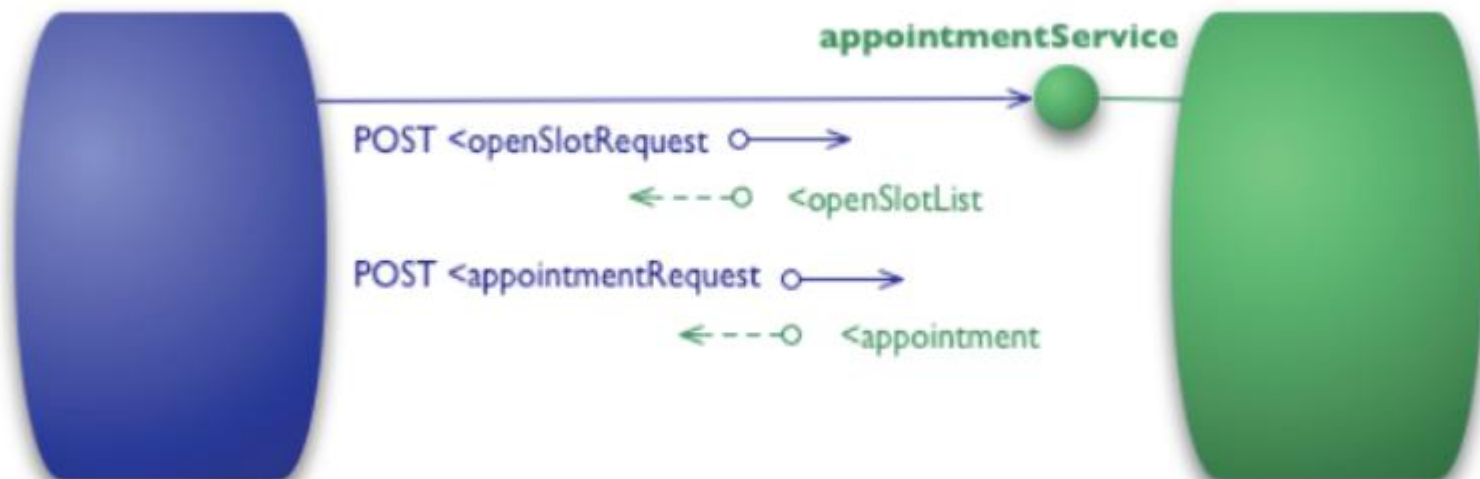 appointmentService
POST <openSlotRequest
<openSlotList
POST <appointmentRequest
<appointment